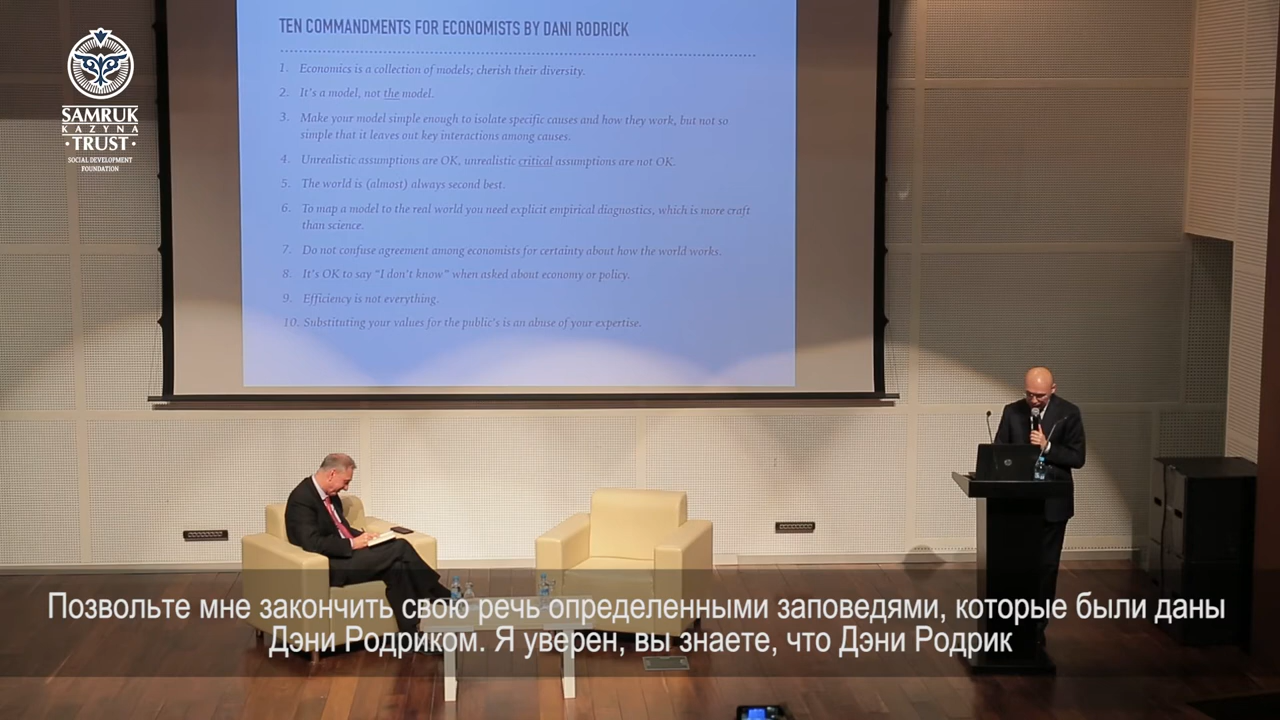 TEN COMMANDMENTS FOR ECONOMISTS BY DANI RODRICK
1. Economics is a collection of models; cherish their diversity.
2. It's a model, not the model.
3. Make your model simple enough to isolate specific causes and how they work, but not so
simple that it leaves out key interactions among causes.
4. Unrealistic assumptions are OK, unrealistic critical assumptions are not OK.
5. The world is (almost) always second best.
6. To map a model to the real world you need explicit empirical diagnostics, which is more craft
than science.
7. Do not confuse agreement among economists for certainty about how the world works.
8. It's OK to say "I don't know" when asked about economy or policy.
9. Efficiency is not everything.
10. Substituting your values for the public's is an abuse of your expertise.
SAMRUK
KAZYNA
•TRUST•
SOCIAL DEVELOPMENT
FOUNDATION
Позвольте мне закончить свою речь определенными заповедями, которые были даны
Дэни Родриком. Я уверен, вы знаете, что Дэни Родрик